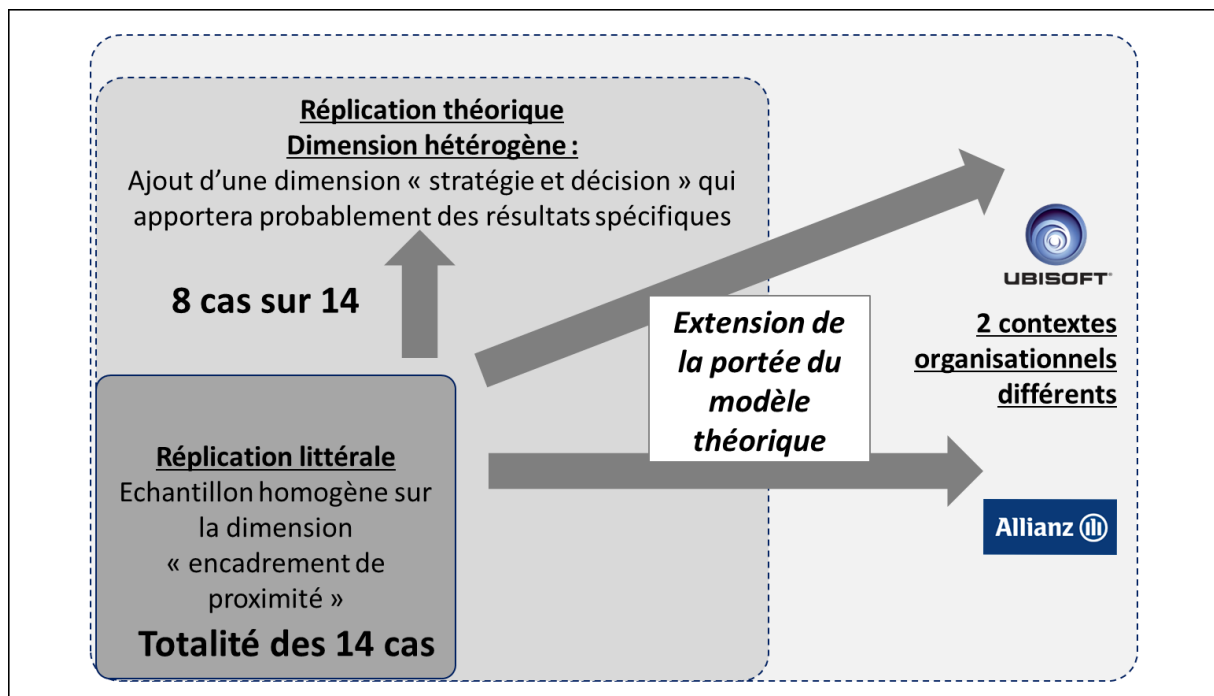 Réplication théorique
Dimension hétérogène :
Ajout d'une dimension « stratégie et décision » qui
apportera probablement des résultats spécifiques
8 cas sur 14
Réplication littérale
Echantillon homogène sur
la dimension
« encadrement de
proximité »
Totalité des 14 cas
Extension de
la portée du
modèle
théorique
UBISOFT
2 contextes
organisationnels
différents
Allianz